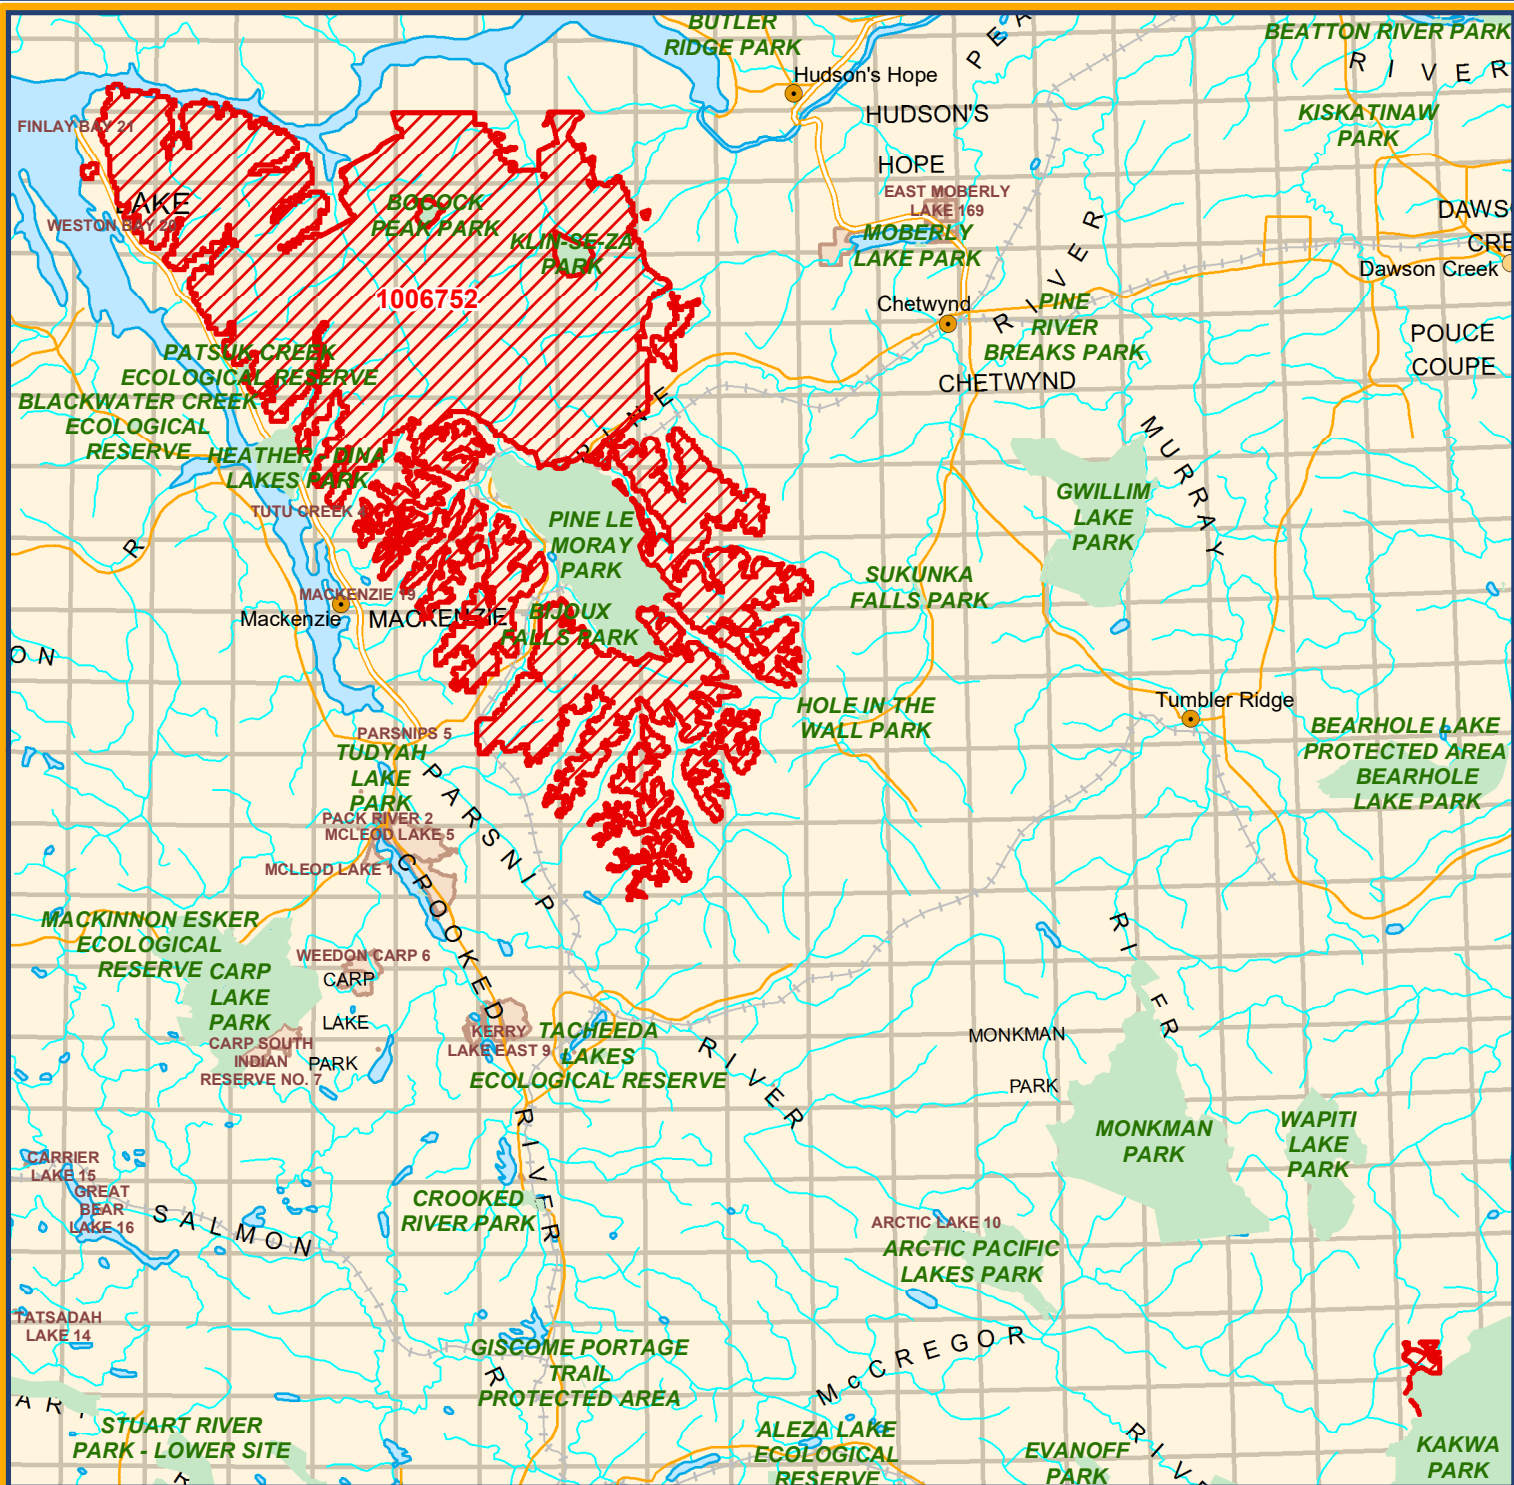 BUTLER
RIDGE PARK
BEATTON RIVER PARK
RIVER
Hudson's Hope
HUDSON'S
HOPE
KISKATINAW
PARK
FINLAY BAY 21
LAKE
WESTON BAY 20
BOCOCK
PEAK PARK
KLIN-SE-ZA
PARK
1006752
EAST MOBERLY
LAKE 169
MOBERLY
LAKE PARK
DAWS
CRE
Dawson Creek
Chetwynd
RIVER
PINE
RIVER
BREAKS PARK
CHETWYND
POUCE
COUPE
PATSUK CREEK
ECOLOGICAL RESERVE
BLACKWATER CREEK
ECOLOGICAL
RESERVE
HEATHER - DINA
LAKES PARK
TUTU CREEK 4
PINE
MURRAY
GWILLIM
LAKE
PARK
PINE LE
MORAY
PARK
R
SUKUNKA
FALLS PARK
MACKENZIE 19
Mackenzie
MACKENZIE
BIJOUX
FALLS PARK
ON
HOLE IN THE
WALL PARK
Tumbler Ridge
BEARHOLE LAKE
PROTECTED AREA
BEARHOLE
LAKE PARK
PARSNIPS 5
TUDYAH
LAKE
PARK
PARSNIP
PACK RIVER 2
MCLEOD LAKE 5
MCLEOD LAKE 1
CROOKED
MACKINNON ESKER
ECOLOGICAL
RESERVE
CARP
LAKE
PARK
WEEDON CARP 6
CARP
LAKE
PARK
CARP SOUTH
INDIAN
RESERVE NO. 7
KERRY
LAKE EAST 9
TACHEEDA
LAKES
ECOLOGICAL RESERVE
RIVER
RIVER
MONKMAN
PARK
MONKMAN
PARK
WAPITI
LAKE
PARK
CARRIER
LAKE 15
GREAT
BEAR
LAKE 16
SALMON
RIVER
CROOKED
RIVER PARK
ARCTIC LAKE 10
ARCTIC PACIFIC
LAKES PARK
TATSADAH
LAKE 14
GISCOME PORTAGE
TRAIL
PROTECTED AREA
R
McCREGOR
RIV
STUART RIVER
PARK - LOWER SITE
ALEZA LAKE
ECOLOGICAL
RESERVE
EVANOFF
PARK
KAKWA
PARK